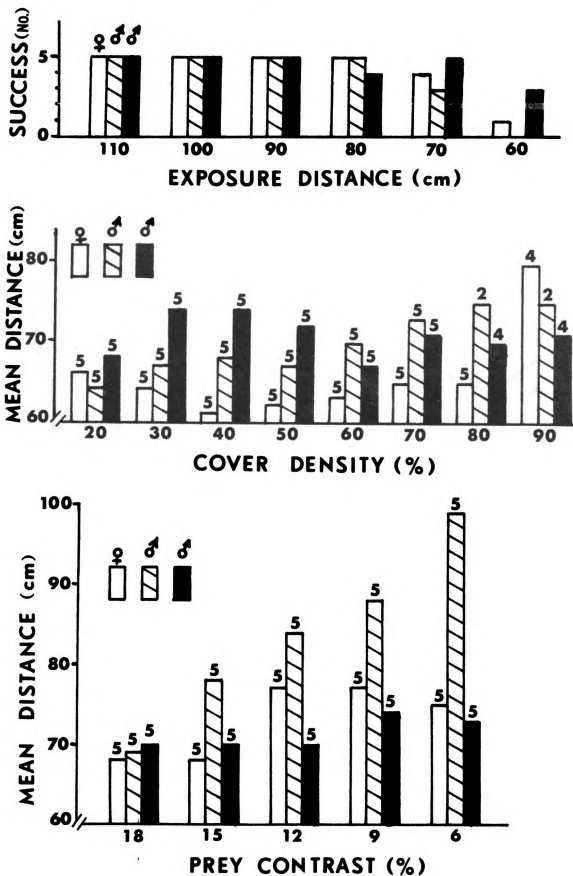 SUCCESS (NO.)
5
0
♀ ♂ ♂
110 100 90 80 70 60
EXPOSURE DISTANCE (cm)
MEAN DISTANCE (cm)
80
70
60
♀ ♂ ♂
5 5 5 5 5 5 5 5 5 5 5 5 5 5 5 5 5 5 5 2 4 4 2 4
20 30 40 50 60 70 80 90
COVER DENSITY (%)
MEAN DISTANCE (cm)
100
90
80
70
60
♀ ♂ ♂
5 5 5 5 5 5 5 5 5 5 5 5 5 5 5
18 15 12 9 6
PREY CONTRAST (%)